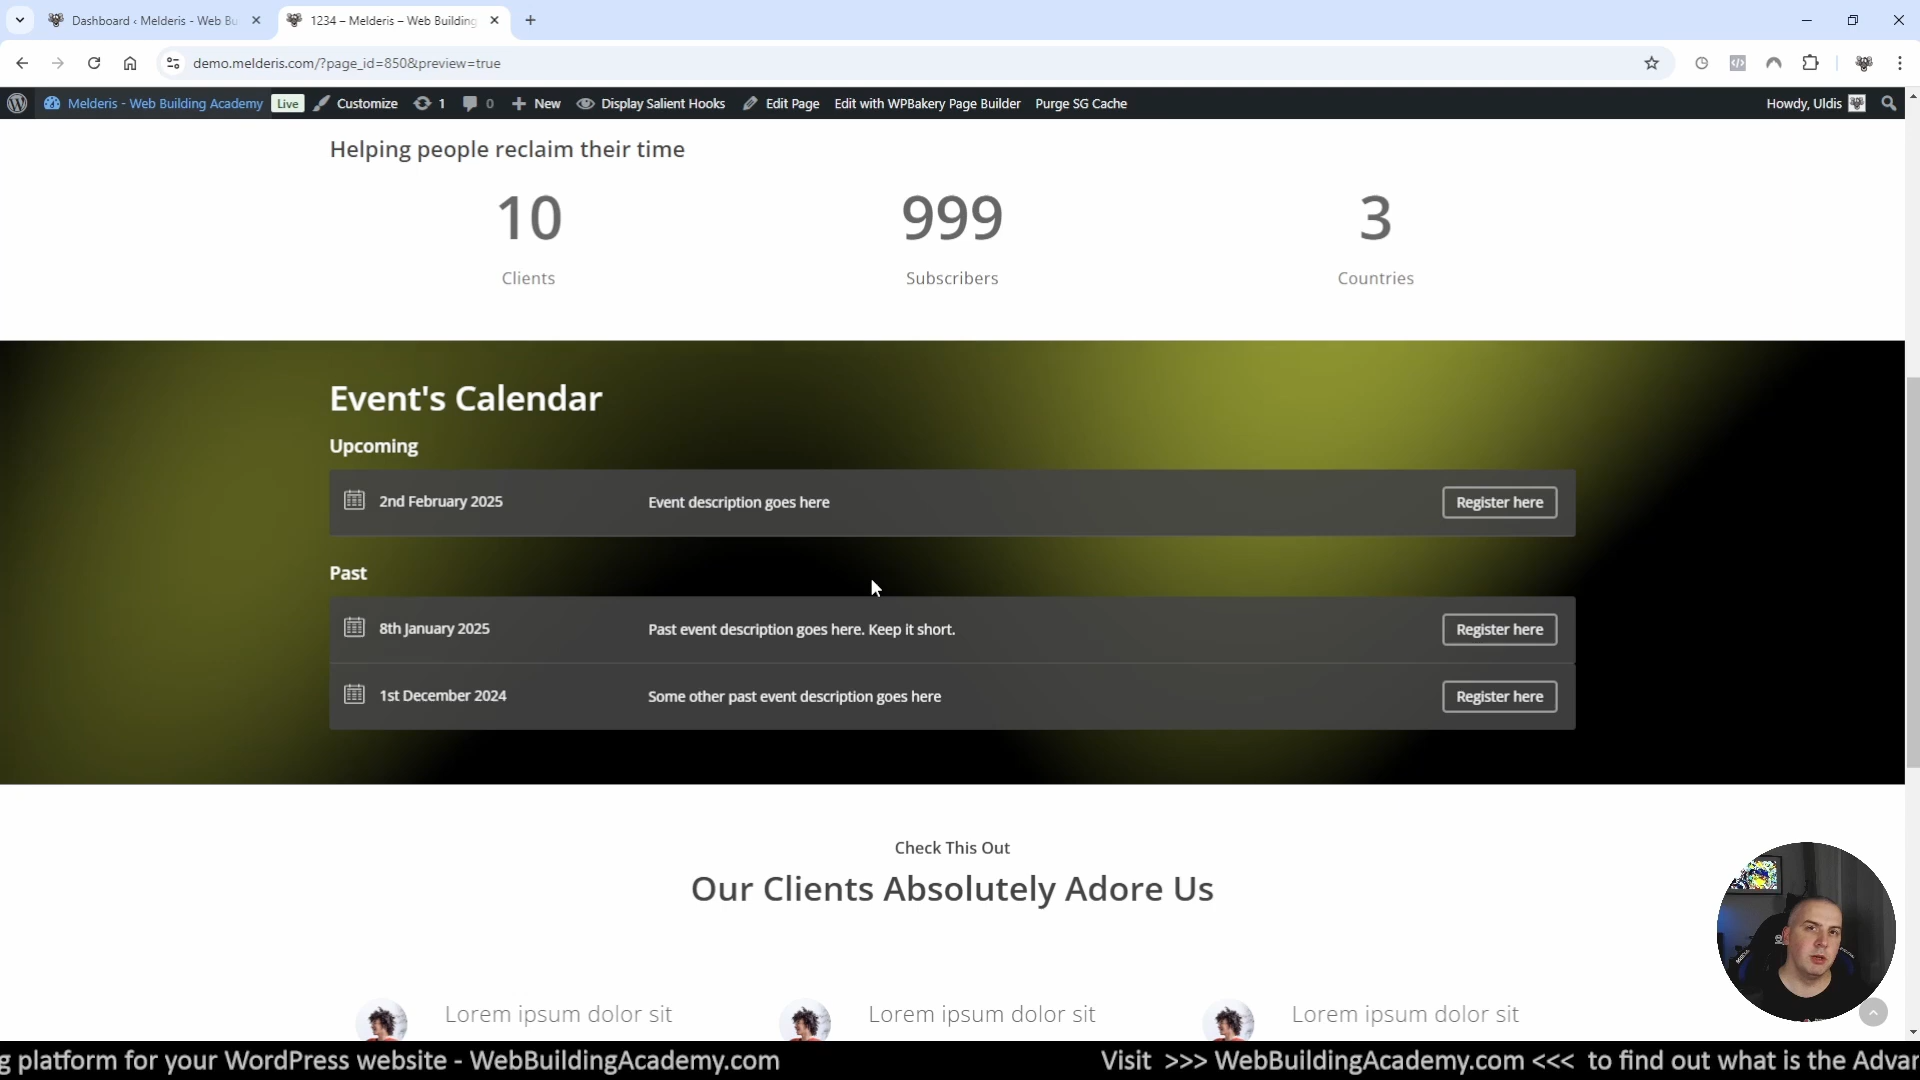 Dashboard ‹ Melderis - Web Bu
1234 – Melderis – Web Building
demo.melderis.com/?page_id=850&preview=true
Melderis - Web Building Academy
Live
Customize
1
0
New
Display Salient Hooks
Edit Page
Edit with WPBakery Page Builder
Purge SG Cache
Howdy, Uldis
Helping people reclaim their time
10
999
3
Clients
Subscribers
Countries
Event's Calendar
Upcoming
2nd February 2025
Event description goes here
Register here
Past
8th January 2025
Past event description goes here. Keep it short.
Register here
1st December 2024
Some other past event description goes here
Register here
Check This Out
Our Clients Absolutely Adore Us
Lorem ipsum dolor sit
Lorem ipsum dolor sit
Lorem ipsum dolor sit
g platform for your WordPress website - WebBuildingAcademy.com
Visit >>> WebBuildingAcademy.com <<< to find out what is the Advan